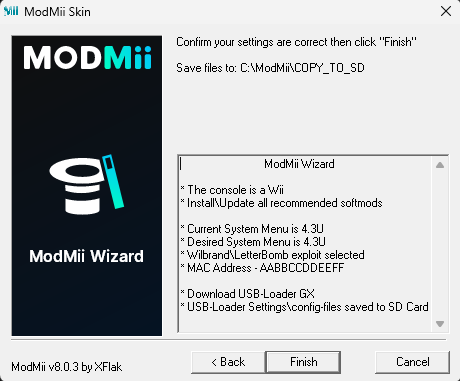 ModMii Skin
MODMii
ModMii Wizard
Confirm your settings are correct then click "Finish"
Save files to: C:\ModMii\COPY_TO_SD
ModMii Wizard
* The console is a Wii
* Install\Update all recommended softmods
* Current System Menu is 4.3U
* Desired System Menu is 4.3U
* Wilbrand\LetterBomb exploit selected
* MAC Address - AABBCCDDEEFF
* Download USB-Loader GX
* USB-Loader Settings\config-files saved to SD Card
ModMii v8.0.3 by XFlak
< Back
Finish
Cancel